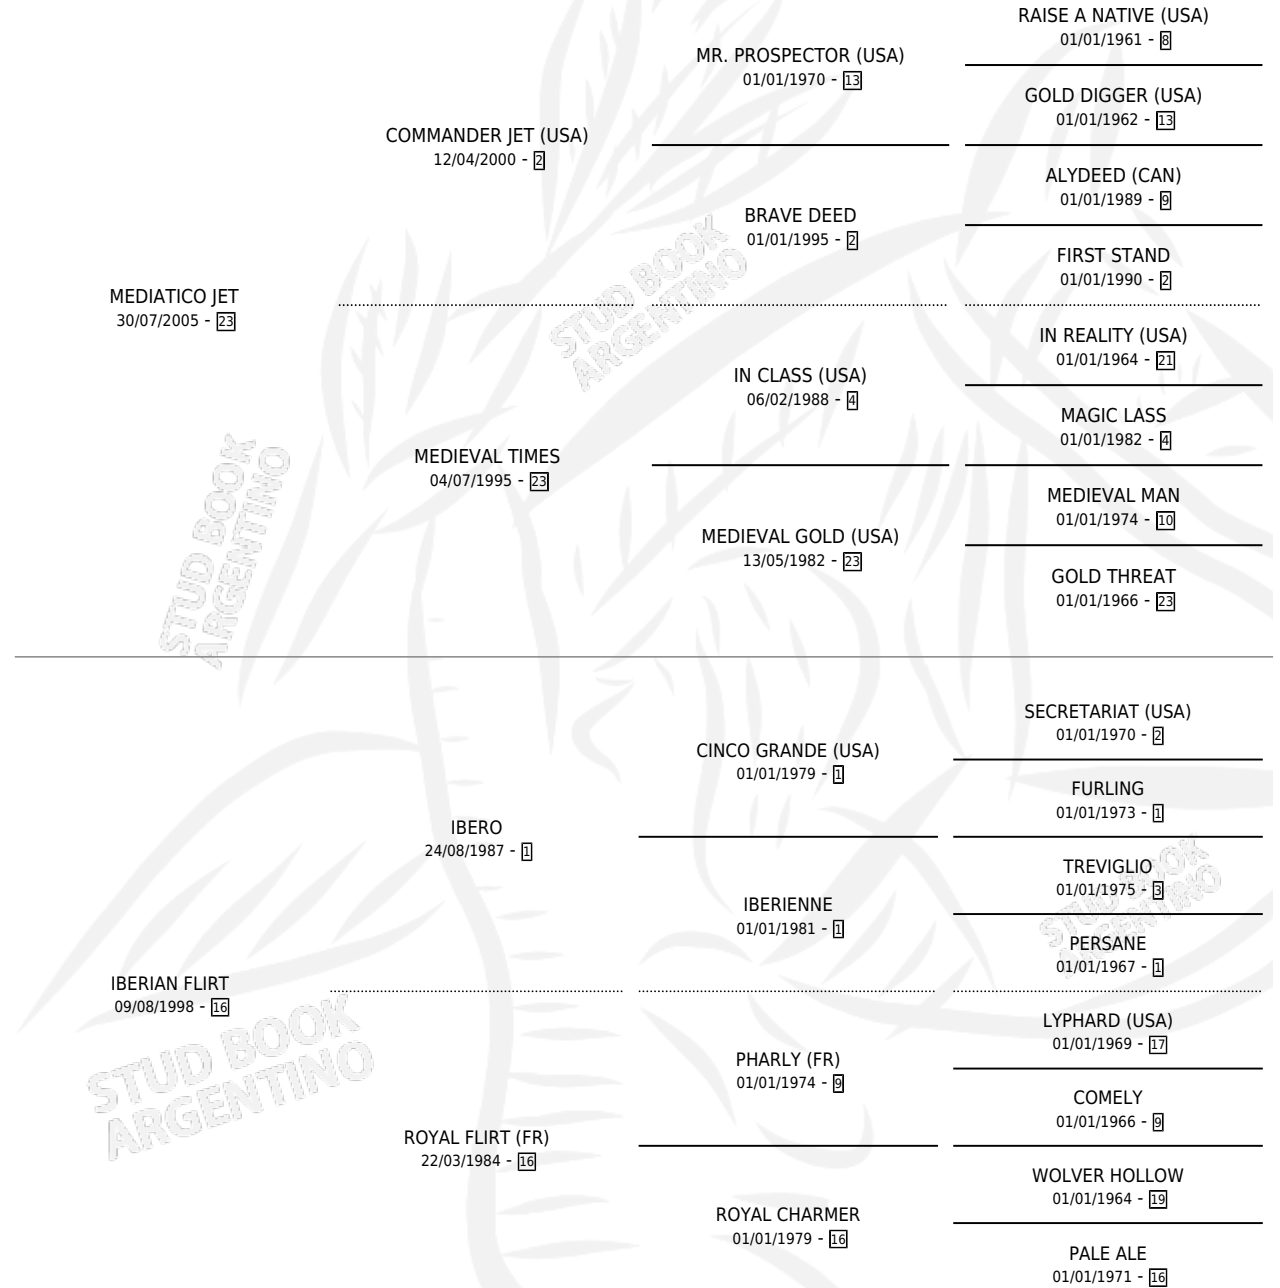 RAISE A NATIVE (USA)
01/01/1961 - 8
MR. PROSPECTOR (USA)
01/01/1970 - 13
GOLD DIGGER (USA)
01/01/1962 - 13
COMMANDER JET (USA)
12/04/2000 - 2
ALYDEED (CAN)
01/01/1989 - 9
BRAVE DEED
01/01/1995 - 2
FIRST STAND
01/01/1990 - 2
MEDIATICO JET
30/07/2005 - 23
STUD BOOK
ARGENTINO
IN REALITY (USA)
01/01/1964 - 21
IN CLASS (USA)
06/02/1988 - 4
MAGIC LASS
01/01/1982 - 4
MEDIEVAL TIMES
04/07/1995 - 23
MEDIEVAL MAN
01/01/1974 - 10
MEDIEVAL GOLD (USA)
13/05/1982 - 23
GOLD THREAT
01/01/1966 - 23
STUD BOOK
ARGENTINO
SECRETARIAT (USA)
01/01/1970 - 2
CINCO GRANDE (USA)
01/01/1979 - 1
FURLING
01/01/1973 - 1
IBERO
24/08/1987 - 1
TREVIGLIO
01/01/1975 - 3
IBERIENNE
01/01/1981 - 1
PERSANE
01/01/1967 - 1
STUD BOOK
ARGENTINO
IBERIAN FLIRT
09/08/1998 - 16
LYPHARD (USA)
01/01/1969 - 17
PHARLY (FR)
01/01/1974 - 9
COMELY
01/01/1966 - 9
STUD BOOK
ARGENTINO
ROYAL FLIRT (FR)
22/03/1984 - 16
WOLVER HOLLOW
01/01/1964 - 19
ROYAL CHARMER
01/01/1979 - 16
PALE ALE
01/01/1971 - 16